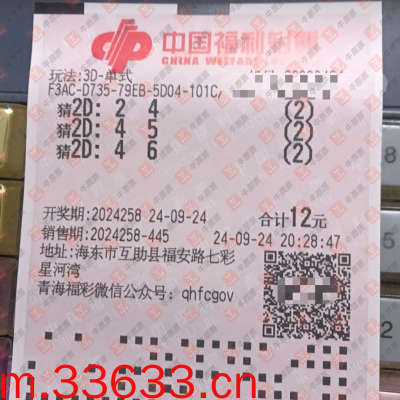 中国福利彩票
CHINA WELFARE
玩法:3D-单式
F3AC-D735-79EB-5D04-101C/
猜2D: 2 4 (2)
猜2D: 4 5 (2)
猜2D: 4 6 (2)
开奖期:2024258 24-09-24 合计12元
销售期:2024258-445 24-09-24 20:28:47
地址:海东市互助县福安路七彩
星河湾
青海福彩微信公众号: qhfcgov
8
2
m.33633.cn